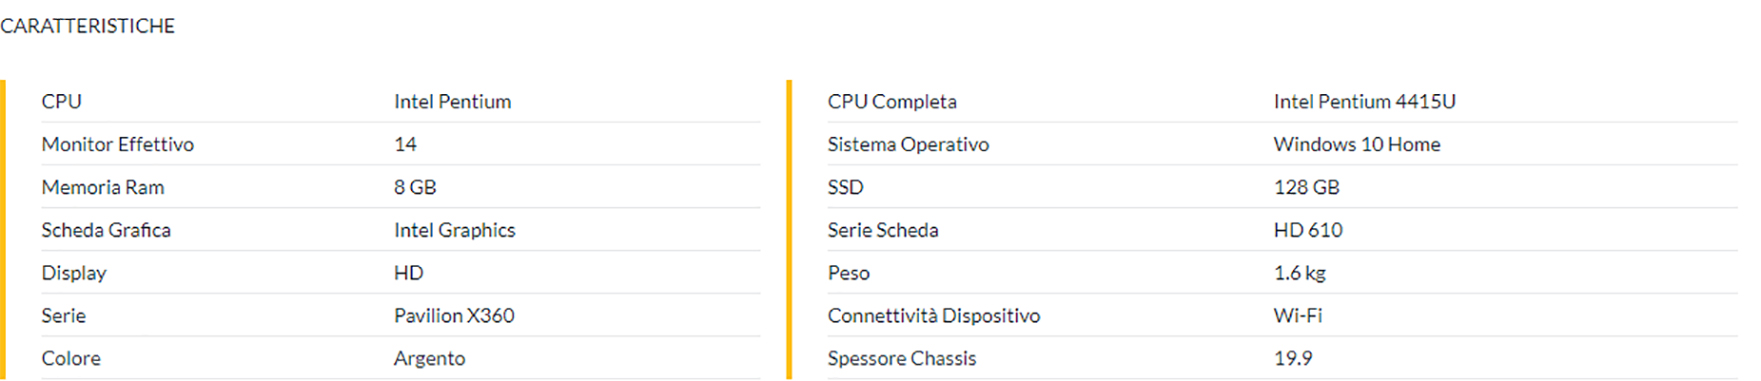 CARATTERISTICHE
CPU Intel Pentium CPU Completa Intel Pentium 4415U
Monitor Effettivo 14 Sistema Operativo Windows 10 Home
Memoria Ram 8 GB SSD 128 GB
Scheda Grafica Intel Graphics Serie Scheda HD 610
Display HD Peso 1.6 kg
Serie Pavilion X360 Connettività Dispositivo Wi-Fi
Colore Argento Spessore Chassis 19.9